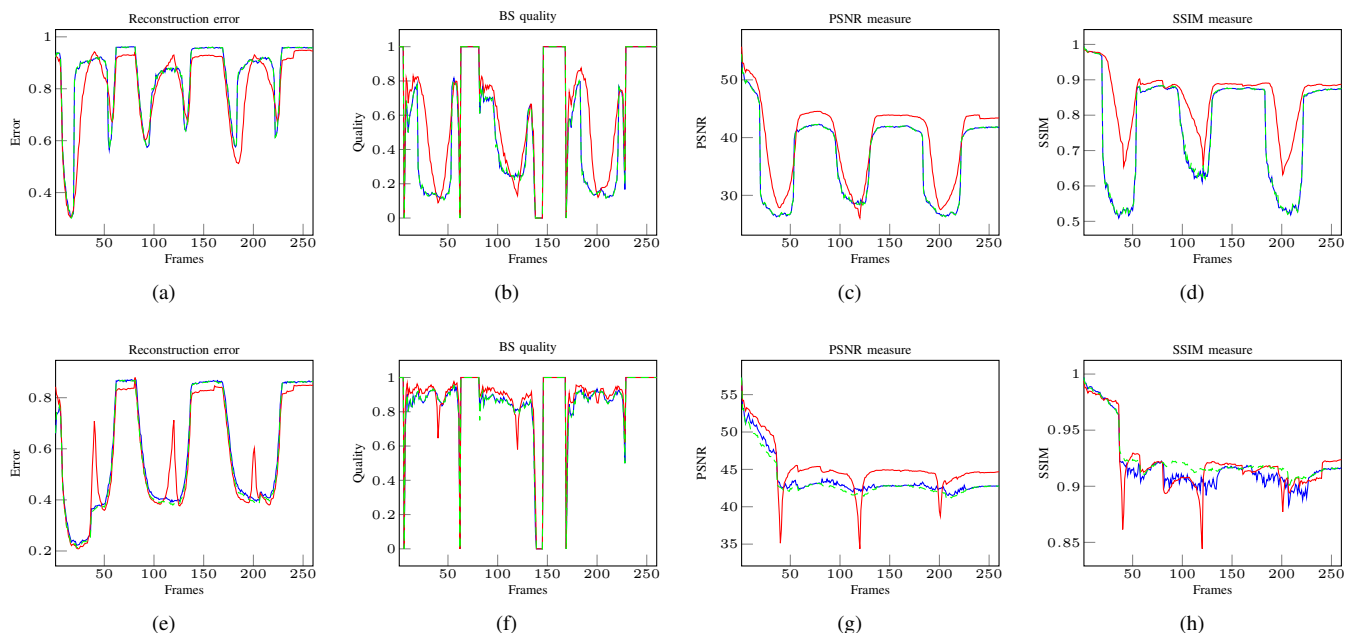 Reconstruction error
BS quality
PSNR measure
SSIM measure
Error
1
0.8
0.6
0.4
50
100
150
200
250
Frames
(a)
Quality
1
0.8
0.6
0.4
0.2
0
50
100
150
200
250
Frames
(b)
PSNR
50
40
30
50
100
150
200
250
Frames
(c)
SSIM
1
0.9
0.8
0.7
0.6
0.5
50
100
150
200
250
Frames
(d)
Reconstruction error
BS quality
PSNR measure
SSIM measure
Error
0.8
0.6
0.4
0.2
50
100
150
200
250
Frames
(e)
Quality
1
0.8
0.6
0.4
0.2
0
50
100
150
200
250
Frames
(f)
PSNR
55
50
45
40
35
50
100
150
200
250
Frames
(g)
SSIM
1
0.95
0.9
0.85
50
100
150
200
250
Frames
(h)